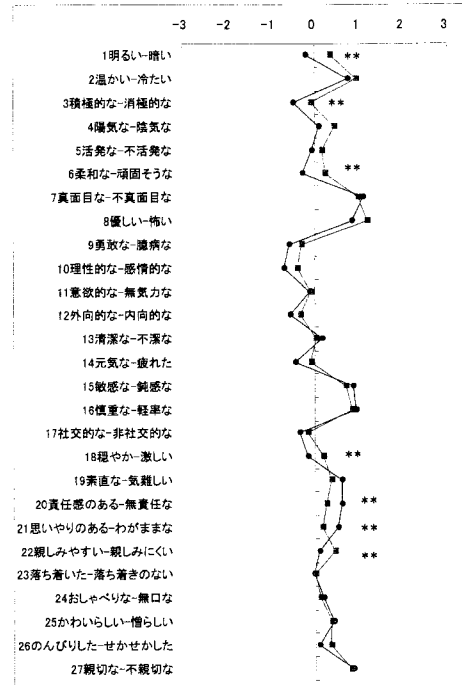 -3 -2 -1 0 1 2 3
1明るい-暗い **
2温かい-冷たい
3積極的な-消極的な **
4陽気な-陰気な
5活発な-不活発な
6柔和な-頑固そうな **
7真面目な-不真面目な
8優しい-怖い
9勇敢な-臆病な
10理性的な-感情的な
11意欲的な-無気力な
12外向的な-内向的な
13清潔な-不潔な
14元気な-疲れた
15敏感な-鈍感な
16慎重な-軽率な
17社交的な-非社交的な
18穏やか-激しい **
19素直な-気難しい
20責任感のある-無責任な **
21思いやりのある-わがままな **
22親しみやすい-親しみにくい **
23落ち着いた-落ち着きのない
24おしゃべりな-無口な
25かわいらしい-憎らしい
26のんびりした-せかせかした
27親切な-不親切な